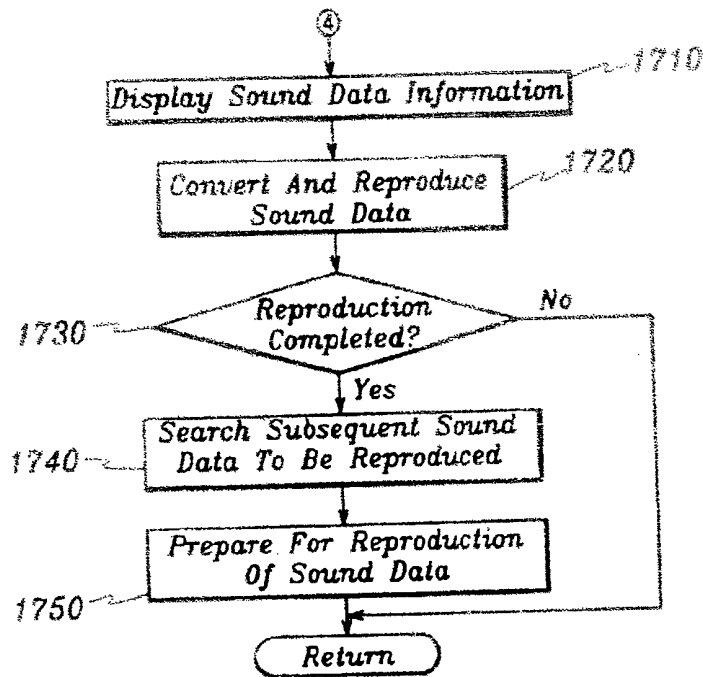 4
1710
Display Sound Data Information
1720
Convert And Reproduce
Sound Data
1730
Reproduction
Completed?
No
Yes
1740
Search Subsequent Sound
Data To Be Reproduced
1750
Prepare For Reproduction
Of Sound Data
Return